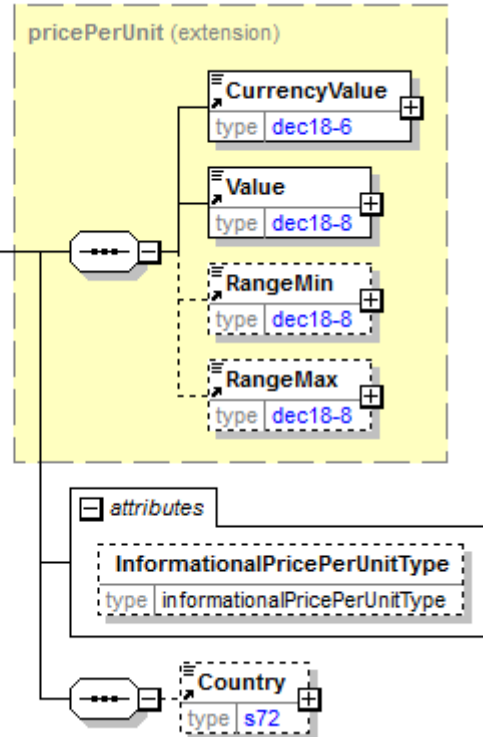 pricePerUnit (extension)
CurrencyValue
type dec18-6
Value
type dec18-8
RangeMin
type dec18-8
RangeMax
type dec18-8
attributes
InformationalPricePerUnitType
type informationalPricePerUnitType
Country
type s72